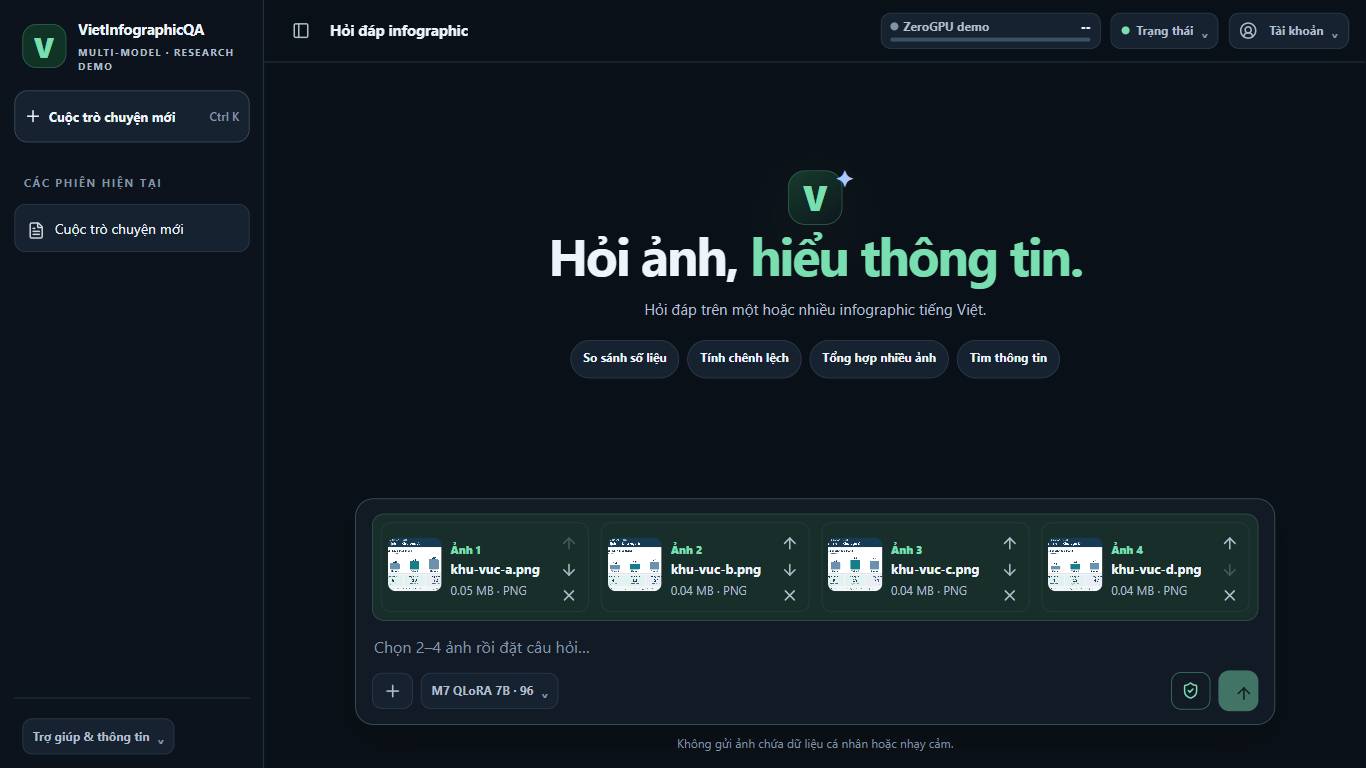 VietInfographicQA
MULTI-MODEL · RESEARCH
DEMO
Cuộc trò chuyện mới
Ctrl K
CÁC PHIÊN HIỆN TẠI
Cuộc trò chuyện mới
Trợ giúp & thông tin
Hỏi đáp infographic
ZeroGPU demo
--
Trạng thái
Tài khoản
V
V
Hỏi ảnh, hiểu thông tin.
Hỏi đáp trên một hoặc nhiều infographic tiếng Việt.
So sánh số liệu
Tính chênh lệch
Tổng hợp nhiều ảnh
Tìm thông tin
Ảnh 1
khu-vuc-a.png
0.05 MB · PNG
Ảnh 2
khu-vuc-b.png
0.04 MB · PNG
Ảnh 3
khu-vuc-c.png
0.04 MB · PNG
Ảnh 4
khu-vuc-d.png
0.04 MB · PNG
Chọn 2–4 ảnh rồi đặt câu hỏi...
M7 QLoRA 7B · 96
Không gửi ảnh chứa dữ liệu cá nhân hoặc nhạy cảm.